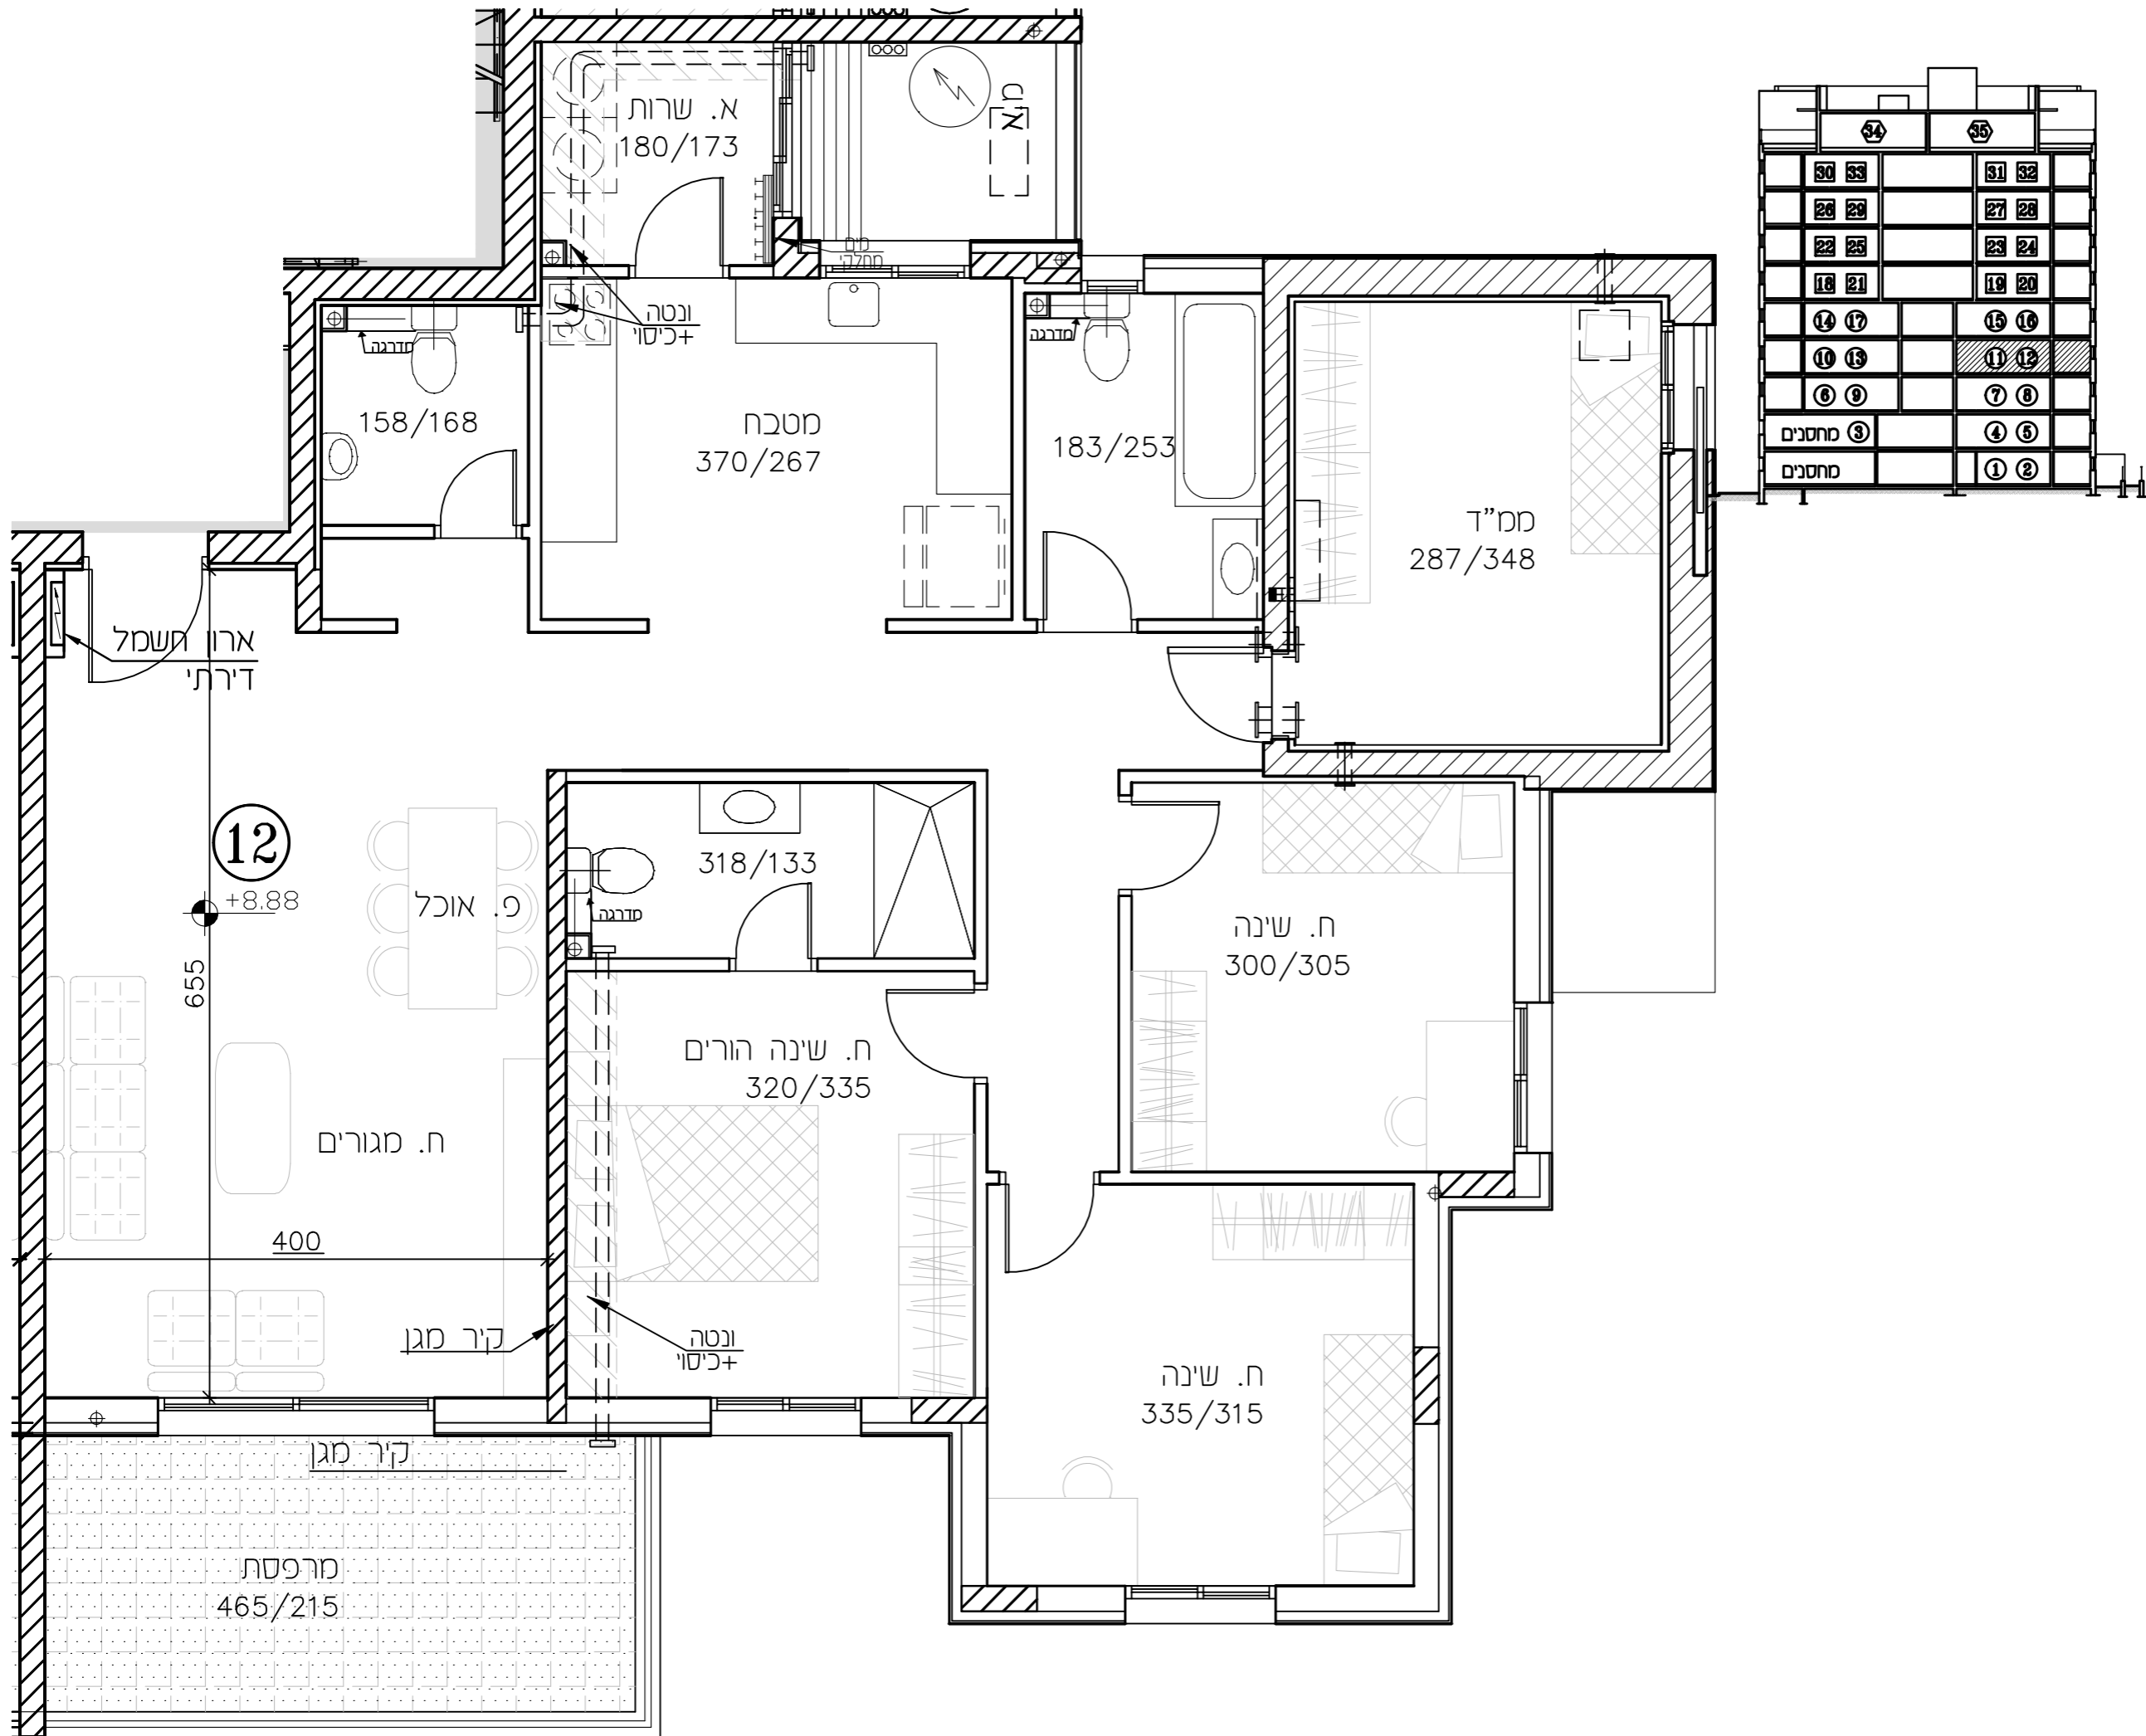 א. שרות
180/173
מ.א
מים
מחלקי
ונטה
+כיסוי
מדרגה
158/168
מטבח
370/267
מדרגה
183/253
ממ"ד
287/348
ארון חשמל
דירתי
12
+8.88
655
400
פ. אוכל
ח. מגורים
318/133
מדרגה
ח. שינה הורים
320/335
ח. שינה
300/305
קיר מגן
ונטה
+כיסוי
ח. שינה
335/315
קיר מגן
מרפסת
465/215
34 35
30 33 31 32
26 29 27 28
22 25 23 24
18 21 19 20
14 17 15 16
10 13 11 12
6 9 7 8
מחסנים 3 4 5
מחסנים 1 2